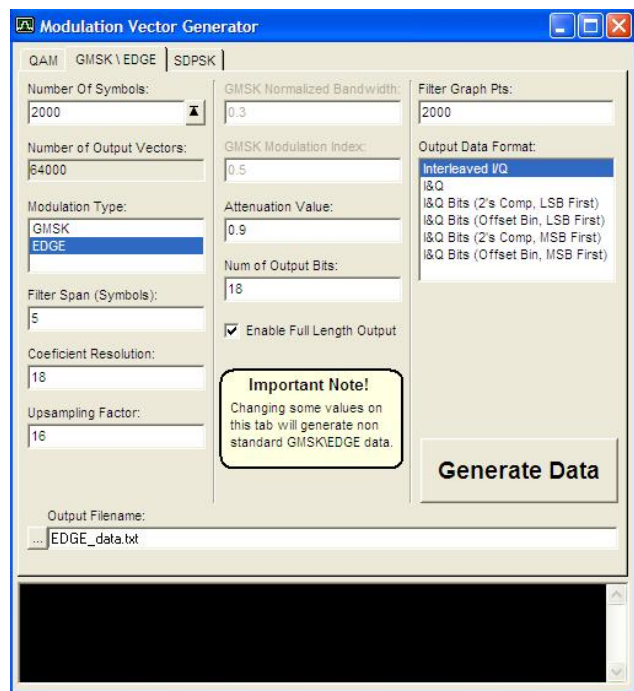 Modulation Vector Generator
QAM
GMSK \ EDGE
SDPSK
Number Of Symbols:
2000
Number of Output Vectors:
64000
Modulation Type:
GMSK
EDGE
Filter Span (Symbols):
5
Coeficient Resolution:
18
Upsampling Factor:
16
GMSK Normalized Bandwidth:
0.3
GMSK Modulation Index:
0.5
Attenuation Value:
0.9
Num of Output Bits:
18
Enable Full Length Output
Important Note!
Changing some values on
this tab will generate non
standard GMSK\EDGE data.
Filter Graph Pts:
2000
Output Data Format:
Interleaved I/Q
I&Q
I&Q Bits (2's Comp, LSB First)
I&Q Bits (Offset Bin, LSB First)
I&Q Bits (2's Comp, MSB First)
I&Q Bits (Offset Bin, MSB First)
Generate Data
Output Filename:
...
EDGE_data.txt